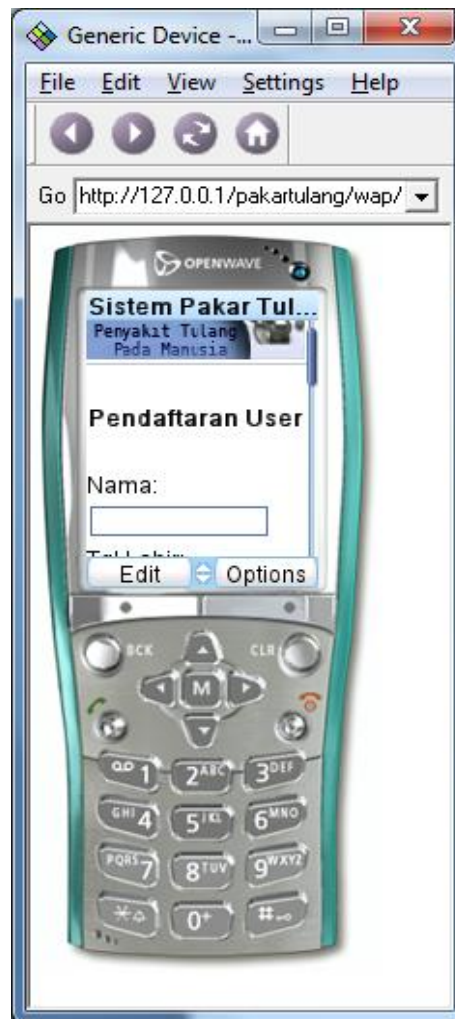 Generic Device -...
File Edit View Settings Help
Go http://127.0.0.1/pakartulang/wap/
OPENWAVE
Sistem Pakar Tul...
Penyakit Tulang
Pada Manusia
Pendaftaran User
Nama:
Edit Options
BCK CLR
M
1 2ABC 3DEF
GHI4 5JKL 6MNO
PQRS7 8TUV 9WXYZ
* 0+ #